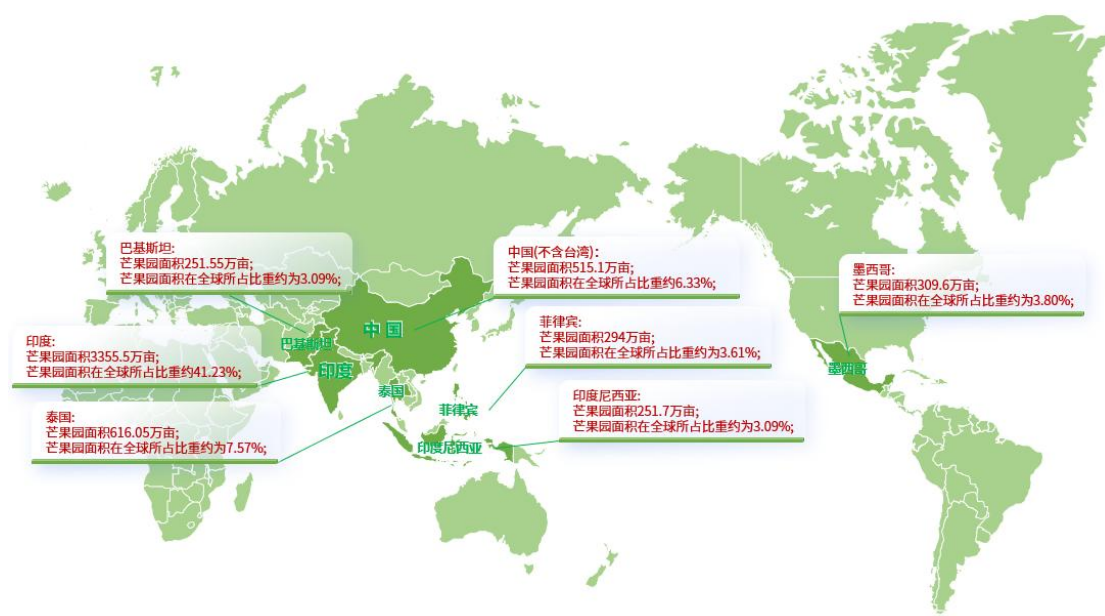 巴基斯坦:
芒果园面积251.55万亩;
芒果园面积在全球所占比重约为3.09%;
中国(不含台湾):
芒果园面积515.1万亩;
芒果园面积在全球所占比重约6.33%;
墨西哥:
芒果园面积309.6万亩;
芒果园面积在全球所占比重约为3.80%;
印度:
芒果园面积3355.5万亩;
芒果园面积在全球所占比重约41.23%;
菲律宾:
芒果园面积294万亩;
芒果园面积在全球所占比重约为3.61%;
泰国:
芒果园面积616.05万亩;
芒果园面积在全球所占比重约为7.57%;
印度尼西亚:
芒果园面积251.7万亩;
芒果园面积在全球所占比重约为3.09%;
中国
巴基斯坦
印度
泰国
菲律宾
印度尼西亚
墨西哥